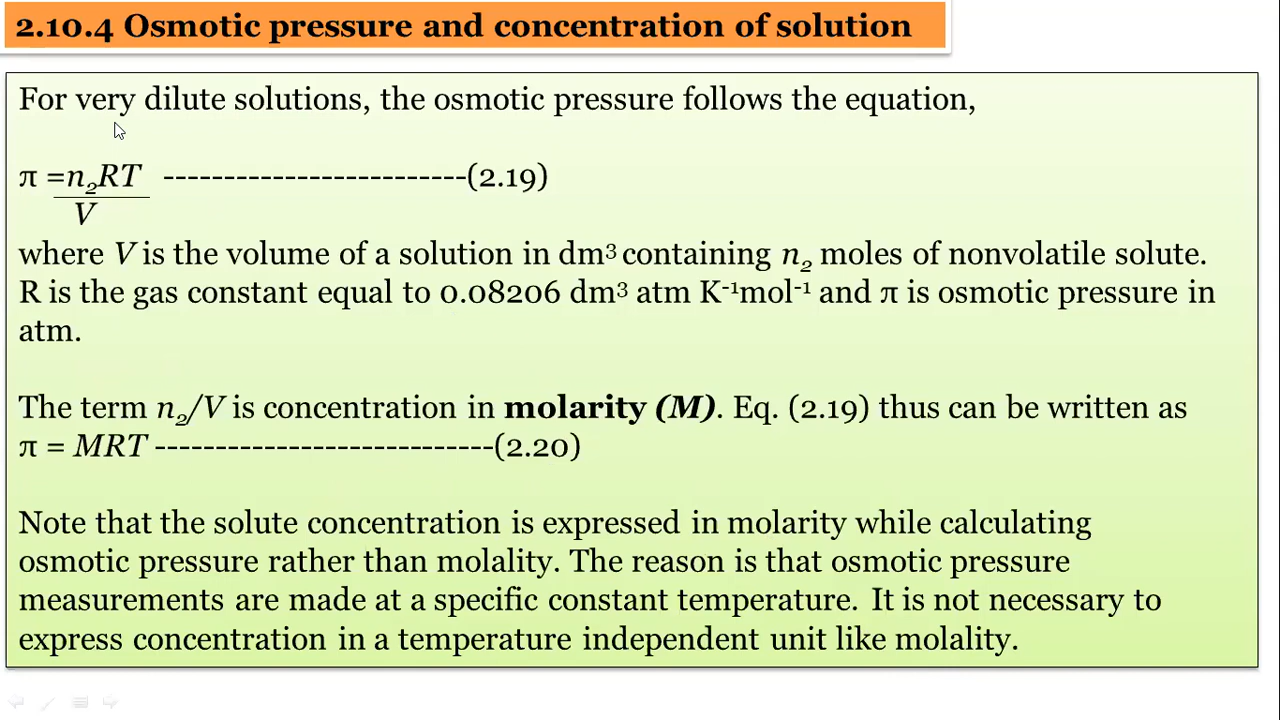 2.10.4 Osmotic pressure and concentration of solution
For very dilute solutions, the osmotic pressure follows the equation,
π =n₂RT -------------------------(2.19)
V
where V is the volume of a solution in dm³ containing n₂ moles of nonvolatile solute.
R is the gas constant equal to 0.08206 dm³ atm K⁻¹mol⁻¹ and π is osmotic pressure in
atm.
The term n₂/V is concentration in molarity (M). Eq. (2.19) thus can be written as
π = MRT ----------------------------(2.20)
Note that the solute concentration is expressed in molarity while calculating
osmotic pressure rather than molality. The reason is that osmotic pressure
measurements are made at a specific constant temperature. It is not necessary to
express concentration in a temperature independent unit like molality.